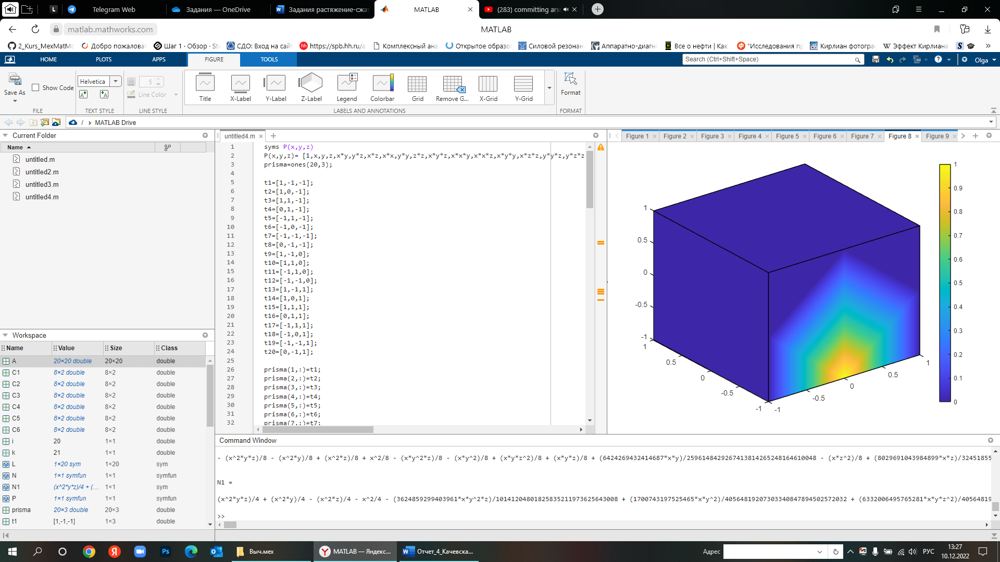 Telegram Web
Задания — OneDrive
Задания растяжение-сжат
MATLAB
(283) committing arso
matlab.mathworks.com
MATLAB
2_Kurs_MexMatMo
Добро пожаловат
Шаг 1 · Обзор · Ste
СДО: Вход на сайт
https://spb.hh.ru/a
Комплексный ана
Открытое образо
Силовой резонан
Аппаратно-диагн
Все о нефти | Как
"Исследования п
Кирлиан фотогра
Эффект Кирлиана
HOME
PLOTS
APPS
FIGURE
TOOLS
Search (Ctrl+Shift+Space)
Olga
Save As
Show Code
FILE
Helvetica
TEXT STYLE
5
Line Color
LINE STYLE
Title
X-Label
Y-Label
Z-Label
Legend
Colorbar
Grid
Remove G...
X-Grid
Y-Grid
LABELS AND ANNOTATIONS
Format
FORMAT
/ > MATLAB Drive
Current Folder
Name
untitled.m
untitled2.m
untitled3.m
untitled4.m
Workspace
Name Value Size Class
A 20×20 double 20×20 double
C1 8×2 double 8×2 double
C2 8×2 double 8×2 double
C3 8×2 double 8×2 double
C4 8×2 double 8×2 double
C5 8×2 double 8×2 double
C6 8×2 double 8×2 double
i 20 1×1 double
k 21 1×1 double
L 1×20 sym 1×20 sym
N 1×1 symfun 1×1 symfun
N1 (x^2*y*z)/4 + (... 1×1 sym
P 1×1 symfun 1×1 symfun
prisma 20×3 double 20×3 double
t1 [1,-1,-1] 1×3 double
untitled4.m
1 syms P(x,y,z)
2 P(x,y,z)= [1,x,y,z,x*y,y*z,x*z,x*x,y*y,z*z,x*y*z,x*x*y,x*x*z,x*y*y,x*z*z,y*y*z,y*z*z
3 prisma=ones(20,3);
4
5 t1=[1,-1,-1];
6 t2=[1,0,-1];
7 t3=[1,1,-1];
8 t4=[0,1,-1];
9 t5=[-1,1,-1];
10 t6=[-1,0,-1];
11 t7=[-1,-1,-1];
12 t8=[0,-1,-1];
13 t9=[1,-1,0];
14 t10=[1,1,0];
15 t11=[-1,1,0];
16 t12=[-1,-1,0];
17 t13=[1,-1,1];
18 t14=[1,0,1];
19 t15=[1,1,1];
20 t16=[0,1,1];
21 t17=[-1,1,1];
22 t18=[-1,0,1];
23 t19=[-1,-1,1];
24 t20=[0,-1,1];
25
26 prisma(1,:)=t1;
27 prisma(2,:)=t2;
28 prisma(3,:)=t3;
29 prisma(4,:)=t4;
30 prisma(5,:)=t5;
31 prisma(6,:)=t6;
32 prisma(7,:)=t7;
Figure 1
Figure 2
Figure 3
Figure 4
Figure 5
Figure 6
Figure 7
Figure 8
Figure 9
1
0.5
0
-0.5
-1
1
0.5
0
-0.5
-1
-1
-0.5
0
0.5
1
1
0.9
0.8
0.7
0.6
0.5
0.4
0.3
0.2
0.1
0
Command Window
- (x^2*y*z)/8 - (x^2*y)/8 + (x^2*z)/8 + x^2/8 - (x*y^2*z)/8 - (x*y^2)/8 + (x*y*z^2)/8 + (x*y*z)/8 + (6424269432414687*x*y)/259614842926741381426524816461004​8 - (x*z^2)/8 + (8029691043984899*x*z)/32451855
N1 =
(x^2*y*z)/4 + (x^2*y)/4 - (x^2*z)/4 - x^2/4 - (3624859299403961*x*y^2*z)/10141204801825835211973625643008 + (1700743197525465*x*y^2)/40564819207303340847894502572032 + (6332006495765281*x*y*z^2)/40564819
>>
Выч.мех
MATLAB — Яндекс...
Отчет_4_Качевска...
Адрес
РУС
13:27
10.12.2022